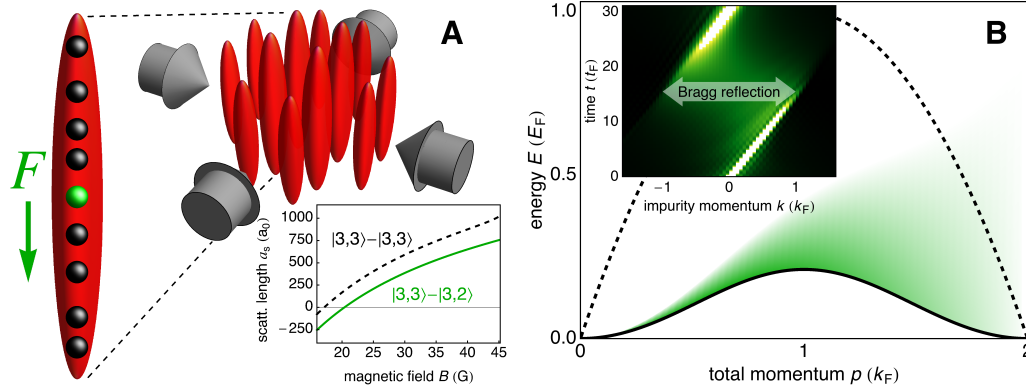 A
F
scatt. length aₛ (a₀)
1000
750
500
250
0
−250
|3,3⟩−|3,3⟩
|3,3⟩−|3,2⟩
20 25 30 35 40 45
magnetic field B (G)
B
energy E (E_F)
1.0
0.5
0.0
0 1 2
total momentum p (k_F)
time t (t_F)
30
20
10
0
Bragg reflection
−1 0 1
impurity momentum k (k_F)